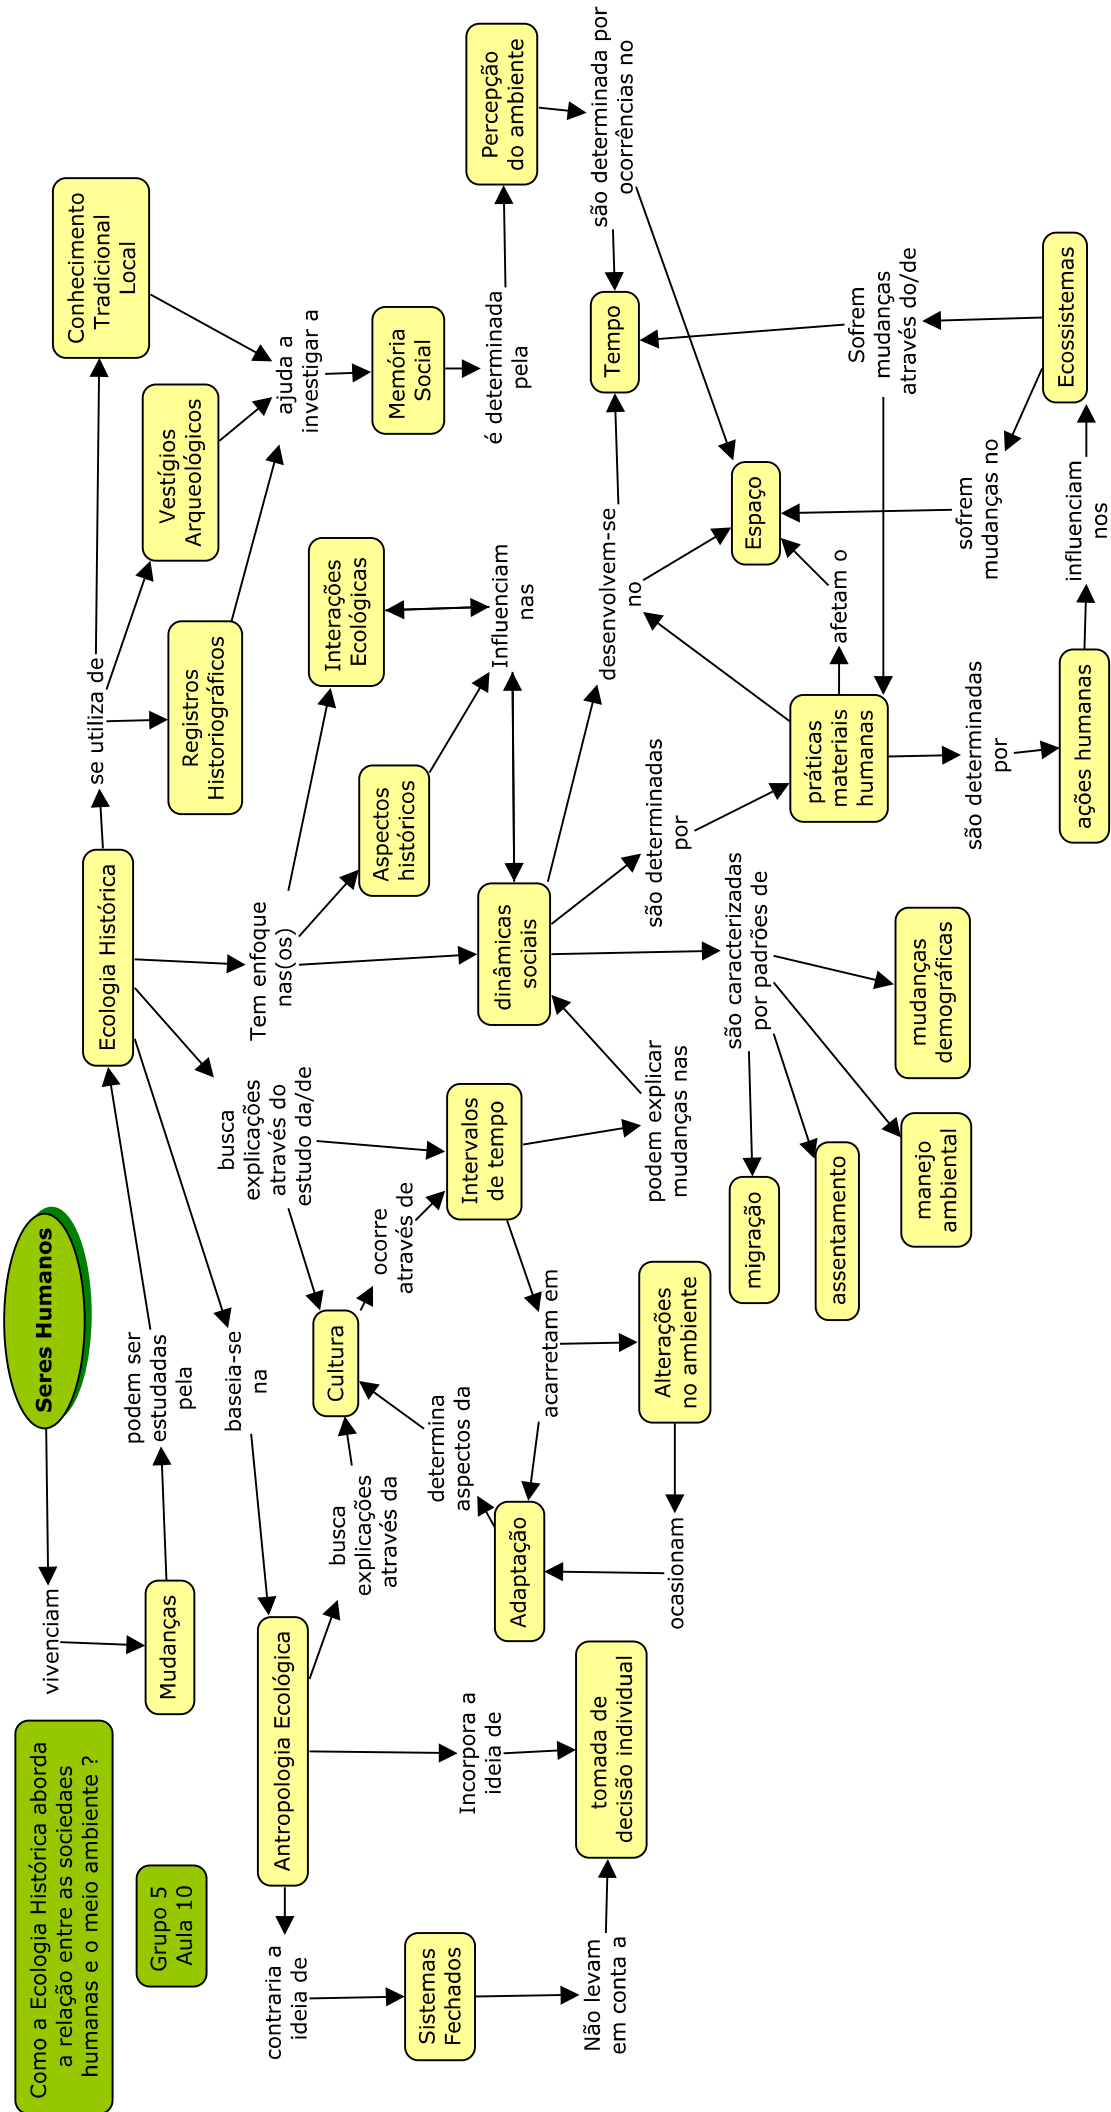 Como a Ecologia Histórica aborda
a relação entre as sociedaes
humanas e o meio ambiente ?
Grupo 5
Aula 10
Seres Humanos
vivenciam
Mudanças
podem ser
estudadas
pela
Ecologia Histórica
se utiliza de
Registros
Historiográficos
Vestígios
Arqueológicos
Conhecimento
Tradicional
Local
ajuda a
investigar a
Memória
Social
é determinada
pela
Percepção
do ambiente
são determinada por
ocorrências no
Tempo
Espaço
baseia-se
na
Antropologia Ecológica
contraria a
ideia de
Sistemas
Fechados
Não levam
em conta a
tomada de
decisão individual
Incorpora a
ideia de
busca
explicações
através da
Cultura
busca
explicações
através do
estudo da/de
ocorre
através de
Intervalos
de tempo
acarretam em
Adaptação
determina
aspectos da
Alterações
no ambiente
ocasionam
podem explicar
mudanças nas
Tem enfoque
nas(os)
Interações
Ecológicas
Aspectos
históricos
Influenciam
nas
dinâmicas
sociais
desenvolvem-se
no
são determinadas
por
práticas
materiais
humanas
afetam o
são determinadas
por
ações humanas
influenciam
nos
Ecossistemas
sofrem
mudanças no
Sofrem
mudanças
através do/de
são caracterizadas
por padrões de
migração
assentamento
manejo
ambiental
mudanças
demográficas